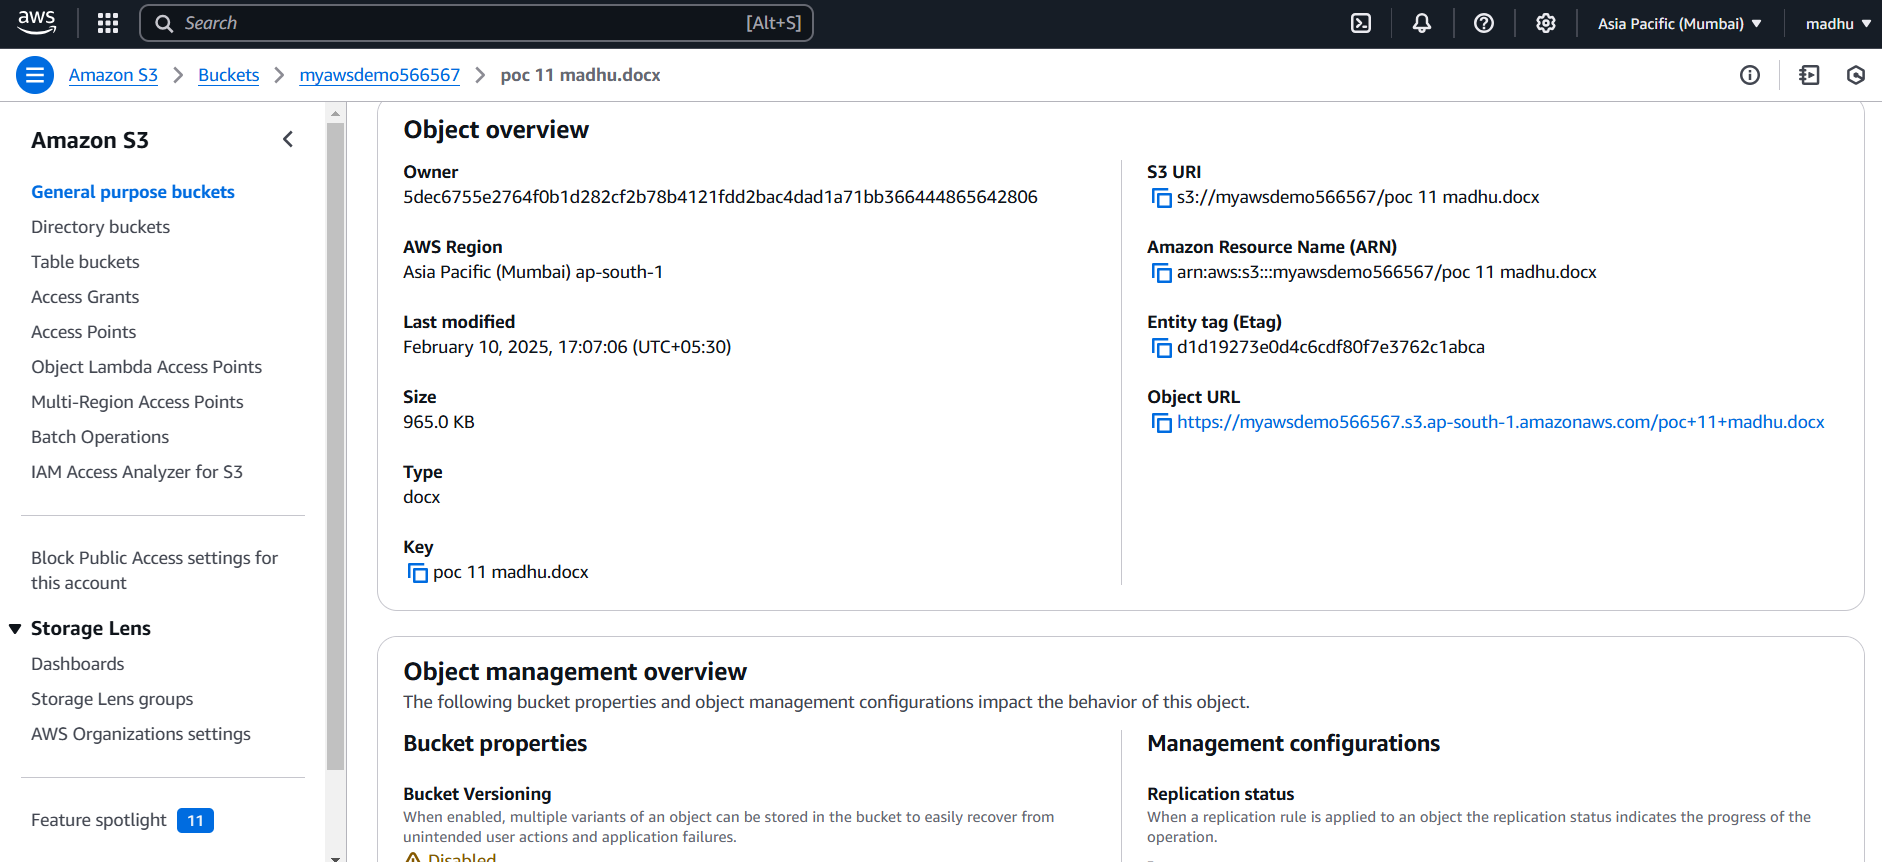 aws
Search [Alt+S]
Asia Pacific (Mumbai) madhu
Amazon S3 Buckets myawsdemo566567 poc 11 madhu.docx
Amazon S3
General purpose buckets
Directory buckets
Table buckets
Access Grants
Access Points
Object Lambda Access Points
Multi-Region Access Points
Batch Operations
IAM Access Analyzer for S3
Block Public Access settings for
this account
Storage Lens
Dashboards
Storage Lens groups
AWS Organizations settings
Feature spotlight 11
Object overview
Owner
5dec6755e2764f0b1d282cf2b78b4121fdd2bac4dad1a71bb366444865642806
AWS Region
Asia Pacific (Mumbai) ap-south-1
Last modified
February 10, 2025, 17:07:06 (UTC+05:30)
Size
965.0 KB
Type
docx
Key
poc 11 madhu.docx
S3 URI
s3://myawsdemo566567/poc 11 madhu.docx
Amazon Resource Name (ARN)
arn:aws:s3:::myawsdemo566567/poc 11 madhu.docx
Entity tag (Etag)
d1d19273e0d4c6cdf80f7e3762c1abca
Object URL
https://myawsdemo566567.s3.ap-south-1.amazonaws.com/poc+11+madhu.docx
Object management overview
The following bucket properties and object management configurations impact the behavior of this object.
Bucket properties
Bucket Versioning
When enabled, multiple variants of an object can be stored in the bucket to easily recover from
unintended user actions and application failures.
Disabled
Management configurations
Replication status
When a replication rule is applied to an object the replication status indicates the progress of the
operation.